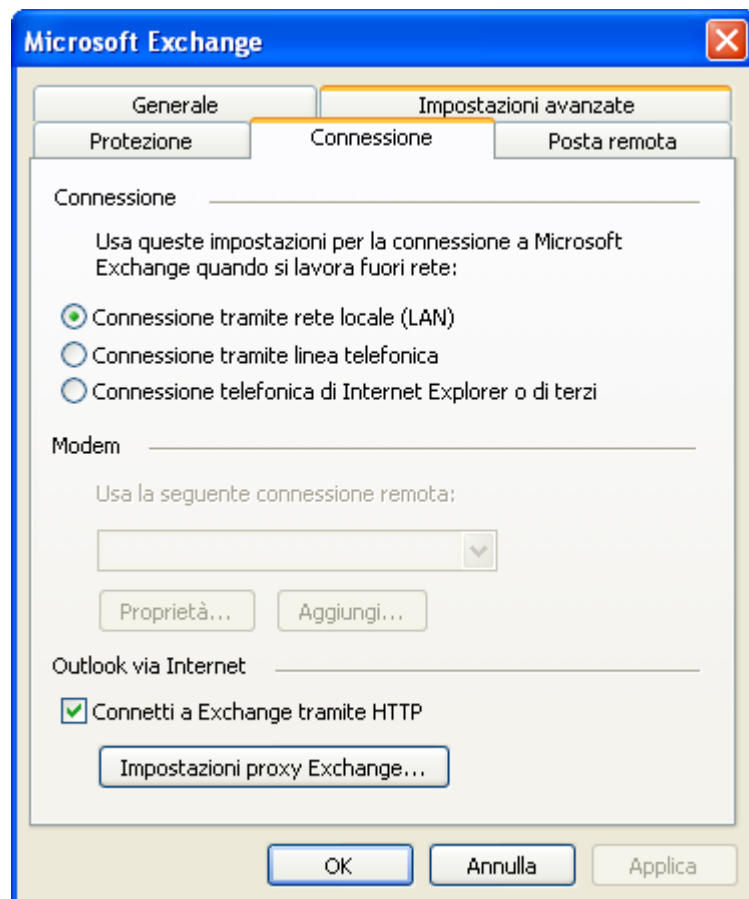 Microsoft Exchange
Generale
Impostazioni avanzate
Protezione
Connessione
Posta remota
Connessione
Usa queste impostazioni per la connessione a Microsoft
Exchange quando si lavora fuori rete:
Connessione tramite rete locale (LAN)
Connessione tramite linea telefonica
Connessione telefonica di Internet Explorer o di terzi
Modem
Usa la seguente connessione remota:
Proprietà...
Aggiungi...
Outlook via Internet
Connetti a Exchange tramite HTTP
Impostazioni proxy Exchange...
OK
Annulla
Applica